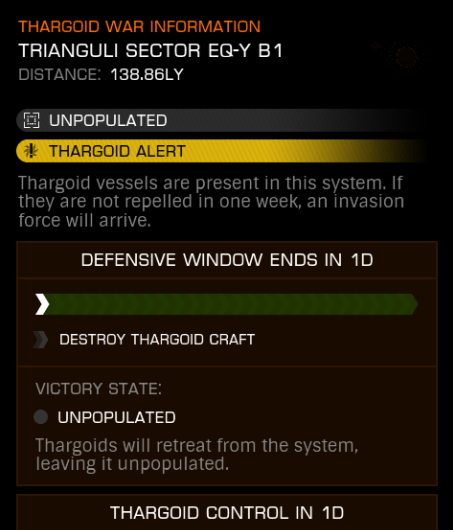 THARGOID WAR INFORMATION
TRIANGULI SECTOR EQ-Y B1
DISTANCE: 138.86LY
UNPOPULATED
THARGOID ALERT
Thargoid vessels are present in this system. If
they are not repelled in one week, an invasion
force will arrive.
DEFENSIVE WINDOW ENDS IN 1D
DESTROY THARGOID CRAFT
VICTORY STATE:
UNPOPULATED
Thargoids will retreat from the system,
leaving it unpopulated.
THARGOID CONTROL IN 1D